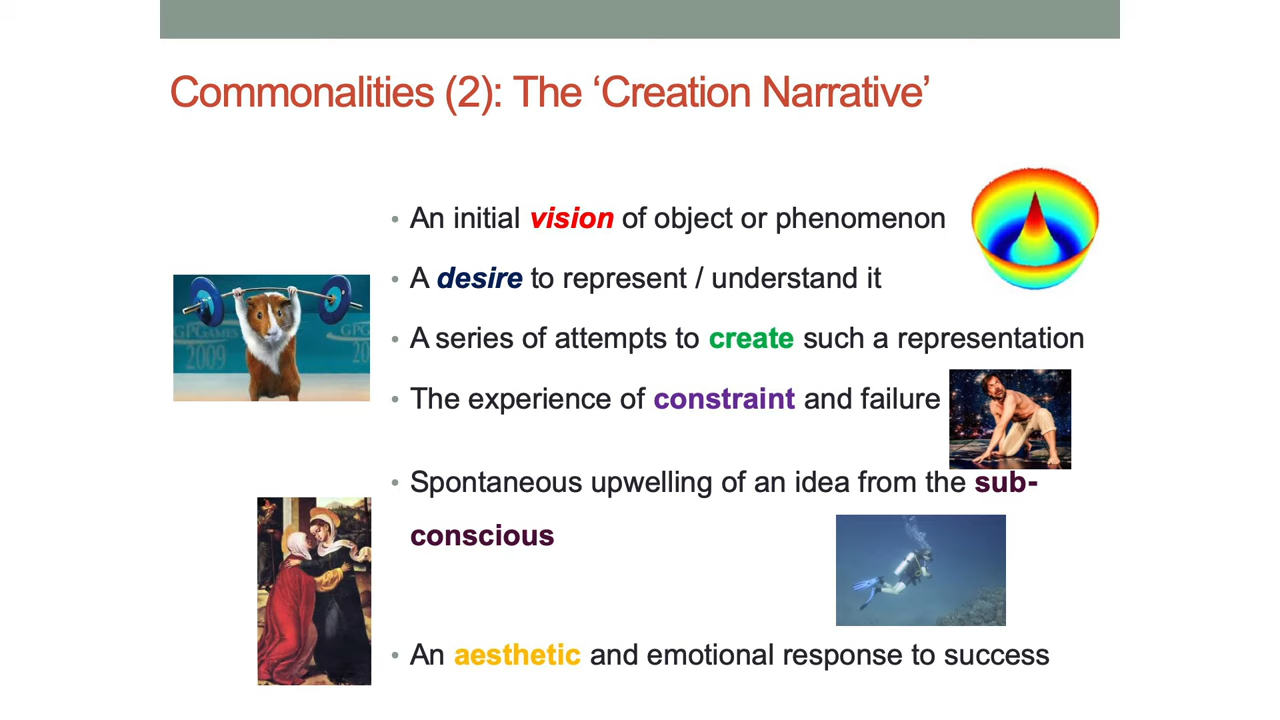 Commonalities (2): The ‘Creation Narrative’
• An initial vision of object or phenomenon
• A desire to represent / understand it
GPGAMES
2009
• A series of attempts to create such a representation
• The experience of constraint and failure
• Spontaneous upwelling of an idea from the sub-
conscious
• An aesthetic and emotional response to success